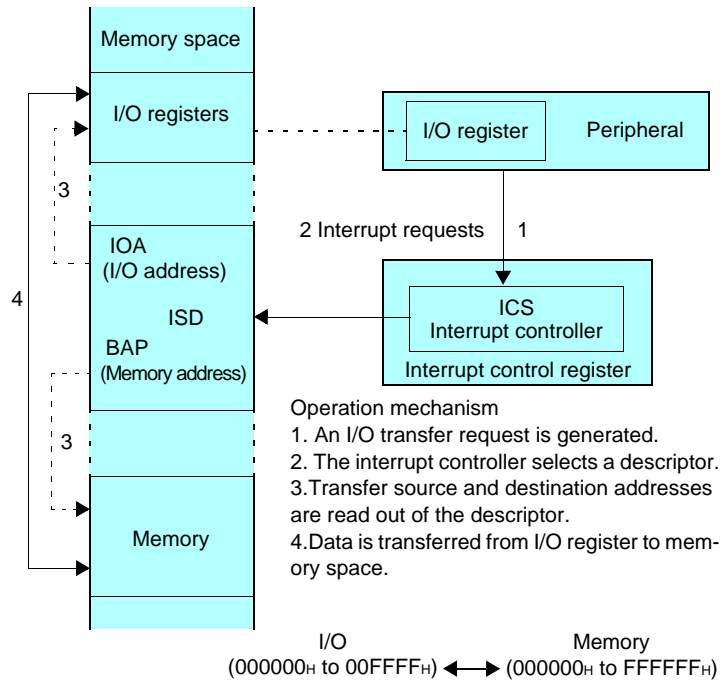 Memory space
I/O registers
I/O register
Peripheral
3
2 Interrupt requests
1
IOA
(I/O address)
ISD
BAP
(Memory address)
4
ICS
Interrupt controller
Interrupt control register
3
Memory
Operation mechanism
1. An I/O transfer request is generated.
2. The interrupt controller selects a descriptor.
3.Transfer source and destination addresses
are read out of the descriptor.
4.Data is transferred from I/O register to mem-
ory space.
I/O
(000000H to 00FFFFH)
Memory
(000000H to FFFFFFH)